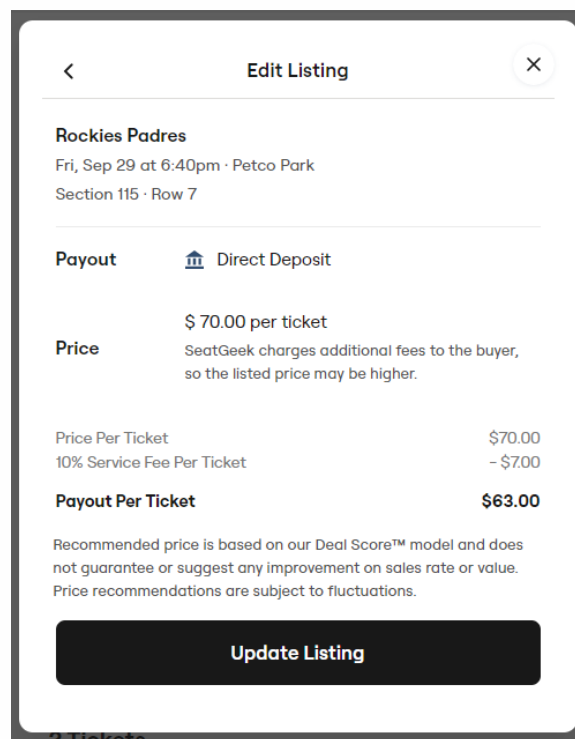 Edit Listing
Rockies Padres
Fri, Sep 29 at 6:40pm · Petco Park
Section 115 · Row 7
Payout Direct Deposit
$ 70.00 per ticket
Price SeatGeek charges additional fees to the buyer,
so the listed price may be higher.
Price Per Ticket $70.00
10% Service Fee Per Ticket - $7.00
Payout Per Ticket $63.00
Recommended price is based on our Deal Score™ model and does
not guarantee or suggest any improvement on sales rate or value.
Price recommendations are subject to fluctuations.
Update Listing
Tickets